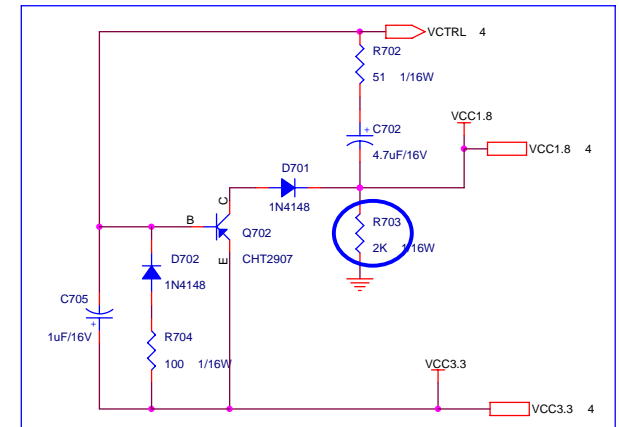 VCTRL 4
R702
51 1/16W
VCC1.8
+
C702
4.7uF/16V
VCC1.8 4
D701
1N4148
C
B
Q702
E
CHT2907
R703
2K 1/16W
D702
1N4148
C705
+
1uF/16V
R704
100 1/16W
VCC3.3
VCC3.3 4